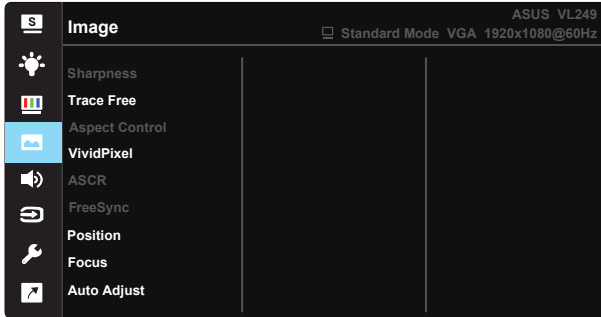 S
Image
ASUS VL249
Standard Mode VGA 1920x1080@60Hz
Sharpness
Trace Free
Aspect Control
VividPixel
ASCR
FreeSync
Position
Focus
Auto Adjust